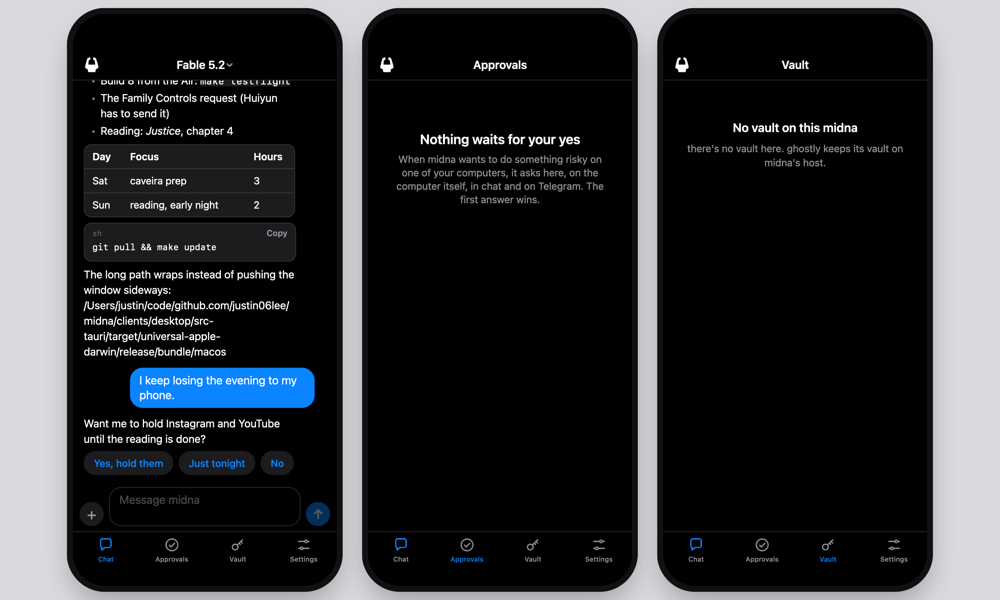 Fable 5.2
• Build 8 from the Air: make testflight
• The Family Controls request (Huiyun
has to send it)
• Reading: Justice, chapter 4
Day Focus Hours
Sat caveira prep 3
Sun reading, early night 2
sh Copy
git pull && make update
The long path wraps instead of pushing the
window sideways:
/Users/justin/code/github.com/justin06lee/
midna/clients/desktop/src-
tauri/target/universal-apple-
darwin/release/bundle/macos
I keep losing the evening to my
phone.
Want me to hold Instagram and YouTube
until the reading is done?
Yes, hold them Just tonight No
Message midna
Chat Approvals Vault Settings
Approvals
Nothing waits for your yes
When midna wants to do something risky on
one of your computers, it asks here, on the
computer itself, in chat and on Telegram. The
first answer wins.
Chat Approvals Vault Settings
Vault
No vault on this midna
there's no vault here. ghostly keeps its vault on
midna's host.
Chat Approvals Vault Settings